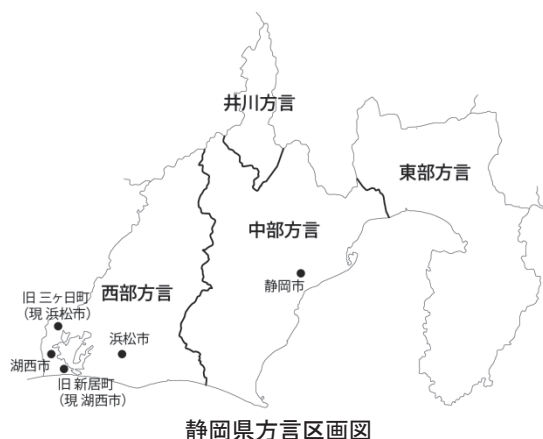 井川方言
東部方言
中部方言
静岡市
西部方言
旧 三ヶ日町
(現 浜松市)
浜松市
湖西市
旧 新居町
(現 湖西市)
静岡県方言区画図